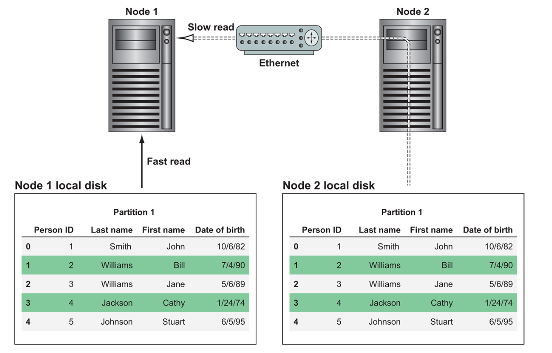 Node 1
Node 2
Slow read
Ethernet
Fast read
Node 1 local disk
Partition 1
Person ID Last name First name Date of birth
0 1 Smith John 10/6/82
1 2 Williams Bill 7/4/90
2 3 Williams Jane 5/6/89
3 4 Jackson Cathy 1/24/74
4 5 Johnson Stuart 6/5/95
Node 2 local disk
Partition 1
Person ID Last name First name Date of birth
0 1 Smith John 10/6/82
1 2 Williams Bill 7/4/90
2 3 Williams Jane 5/6/89
3 4 Jackson Cathy 1/24/74
4 5 Johnson Stuart 6/5/95